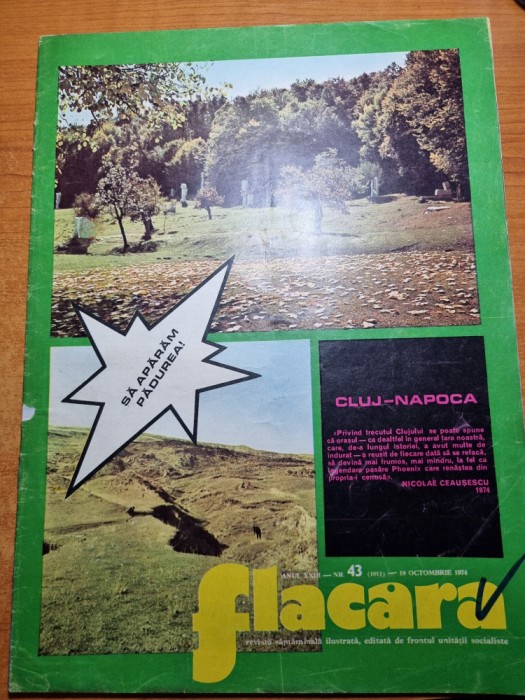 SĂ APĂRĂM
PĂDUREA!
CLUJ-NAPOCA
«Privind trecutul Clujului se poate spune
că orașul — ca dealtfel în general țara noastră,
care, de-a lungul istoriei, a avut multe de
îndurat — a reușit de fiecare dată să se refacă,
să devină mai frumos, mai mîndru, la fel ca
legendara pasăre Phoenix care renăștea din
propria-i cenușă»
NICOLAE CEAUȘESCU
1974
ANUL XXIII — NR. 43 (1011) — 19 OCTOMBRIE 1974
flacara
revistă săptămînală ilustrată, editată de frontul unității socialiste